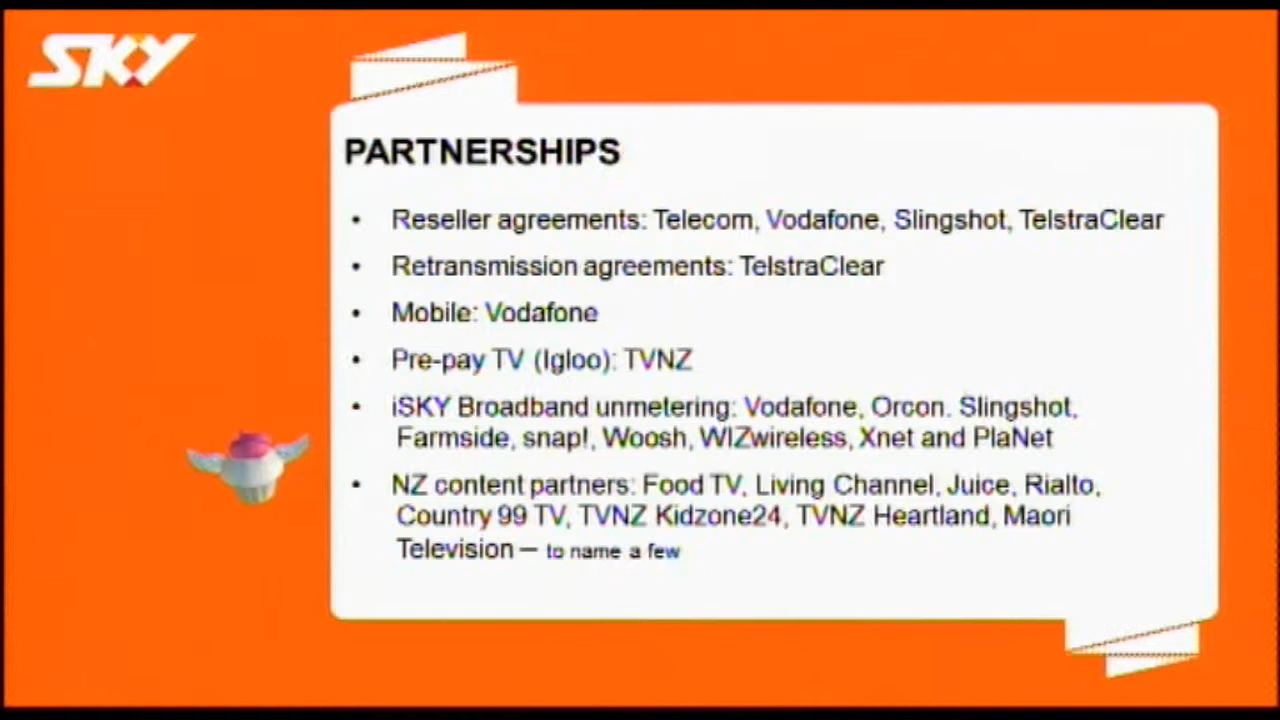 SKY
PARTNERSHIPS
• Reseller agreements: Telecom, Vodafone, Slingshot, TelstraClear
• Retransmission agreements: TelstraClear
• Mobile: Vodafone
• Pre-pay TV (Igloo): TVNZ
• iSKY Broadband unmetering: Vodafone, Orcon. Slingshot,
Farmside, snap!, Woosh, WIZwireless, Xnet and PlaNet
• NZ content partners: Food TV, Living Channel, Juice, Rialto,
Country 99 TV, TVNZ Kidzone24, TVNZ Heartland, Maori
Television – to name a few